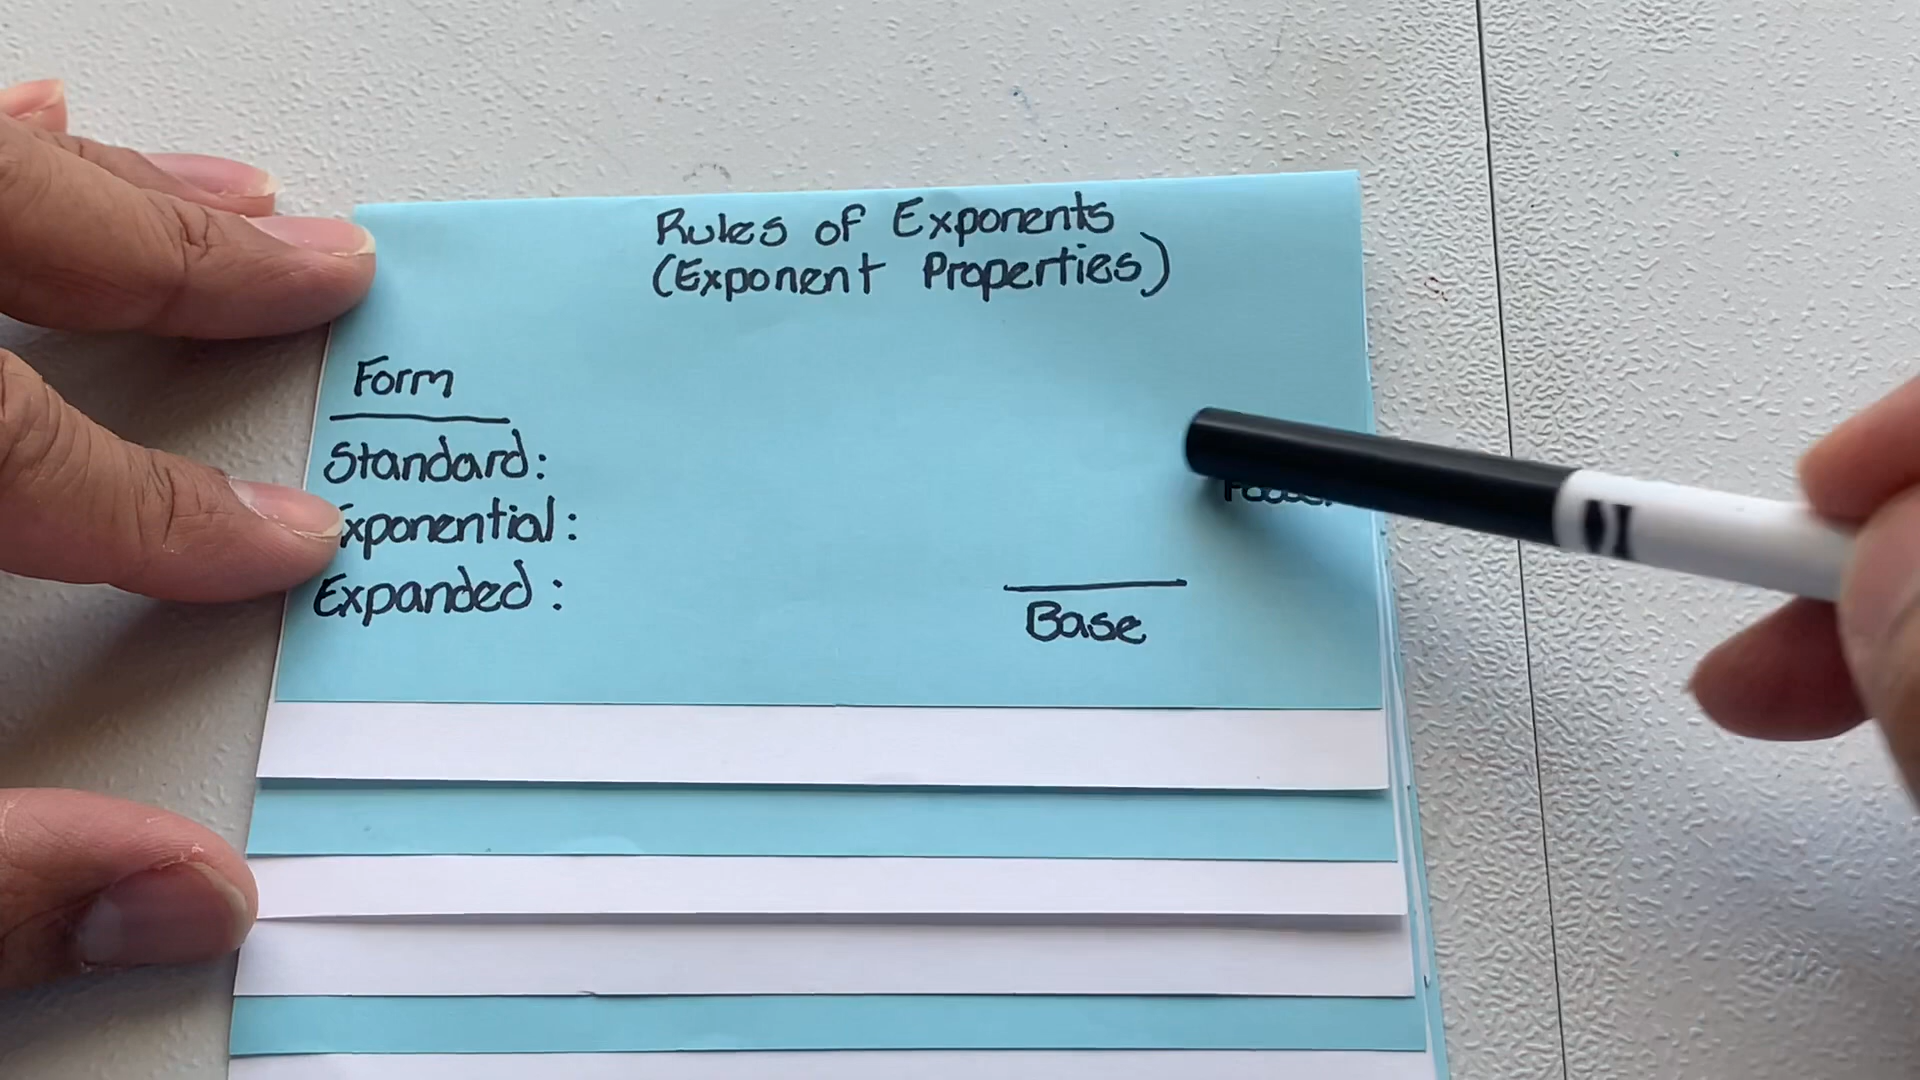 Rules of Exponents
(Exponent Properties)
Form
Standard:
Exponential:
Expanded:
Base